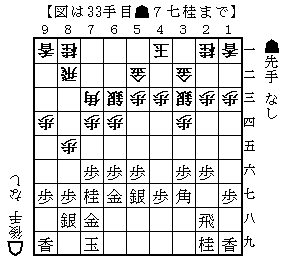 【図は33手目☗７七桂まで】
９ ８ ７ ６ ５ ４ ３ ２ １
香 桂 王 桂 香 一
飛 金 金 二
角 銀 歩 歩 銀 歩 歩 三
歩 歩 歩 歩 四
歩 五
歩 歩 歩 歩 歩 六
歩 歩 桂 金 銀 歩 角 歩 七
銀 金 飛 八
香 玉 桂 香 九
☗先手 なし
☖後手 なし